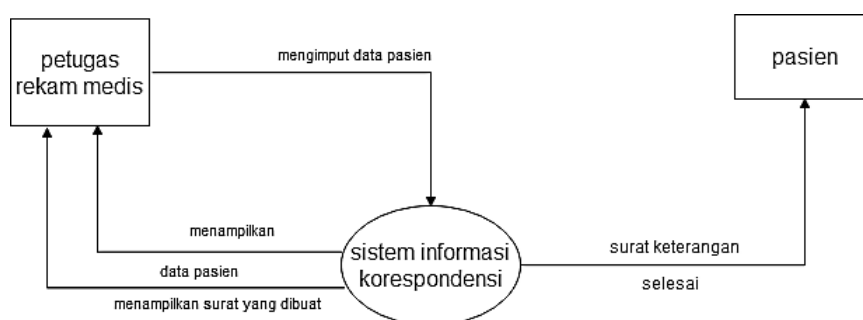 petugas
rekam medis
mengimput data pasien
pasien
menampilkan
data pasien
menampilkan surat yang dibuat
sistem informasi
korespondensi
surat keterangan
selesai